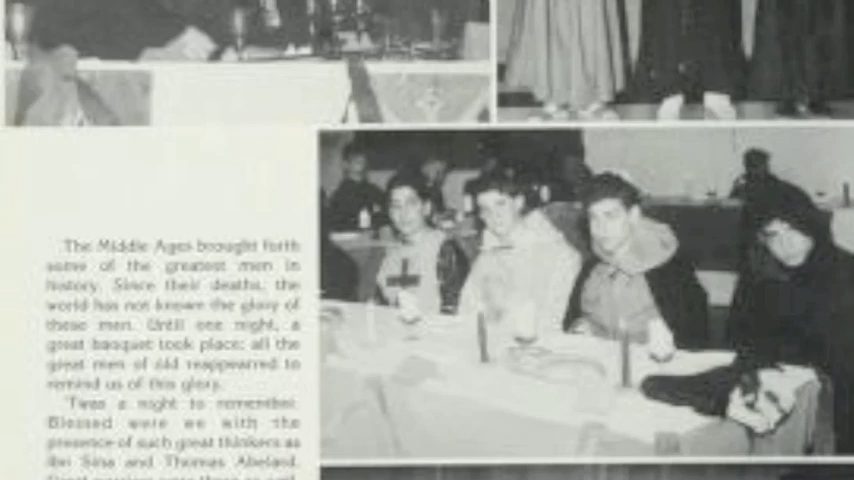 The Middle Ages brought forth
some of the greatest men in
history. Since their deaths, the
world has not known the glory of
these men. Until one night, a
great banquet took place; all the
great men of old reappearred to
remind us of this glory.
'Twas a night to remember.
Blessed were we with the
presence of such great thinkers as
Ibn Sina and Thomas Abelard.